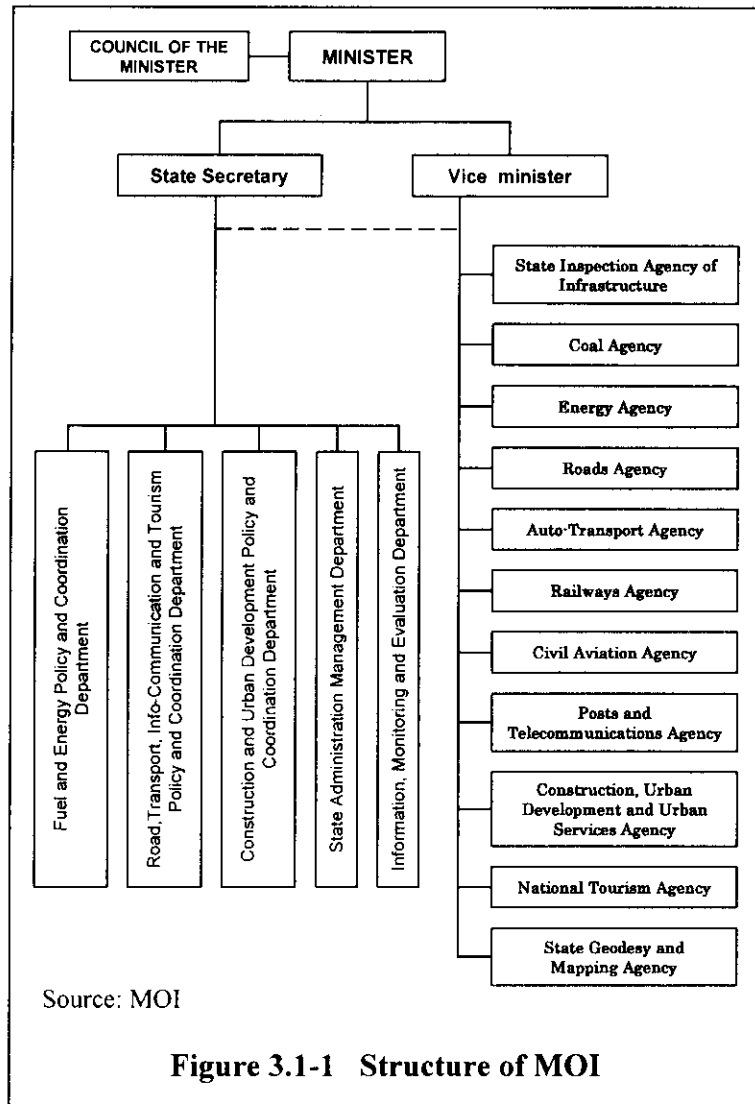 COUNCIL OF THE
MINISTER
MINISTER
State Secretary
Vice minister
State Inspection Agency of
Infrastructure
Coal Agency
Energy Agency
Roads Agency
Auto-Transport Agency
Railways Agency
Civil Aviation Agency
Posts and
Telecommunications Agency
Construction, Urban
Development and Urban
Services Agency
National Tourism Agency
State Geodesy and
Mapping Agency
Fuel and Energy Policy and Coordination
Department
Road,Transport, Info-Communication and Tourism
Policy and Coordination Department
Construction and Urban Development Policy and
Coordination Department
State Administration Management Department
Information, Monitoring and Evaluation Department
Source: MOI
Figure 3.1-1 Structure of MOI